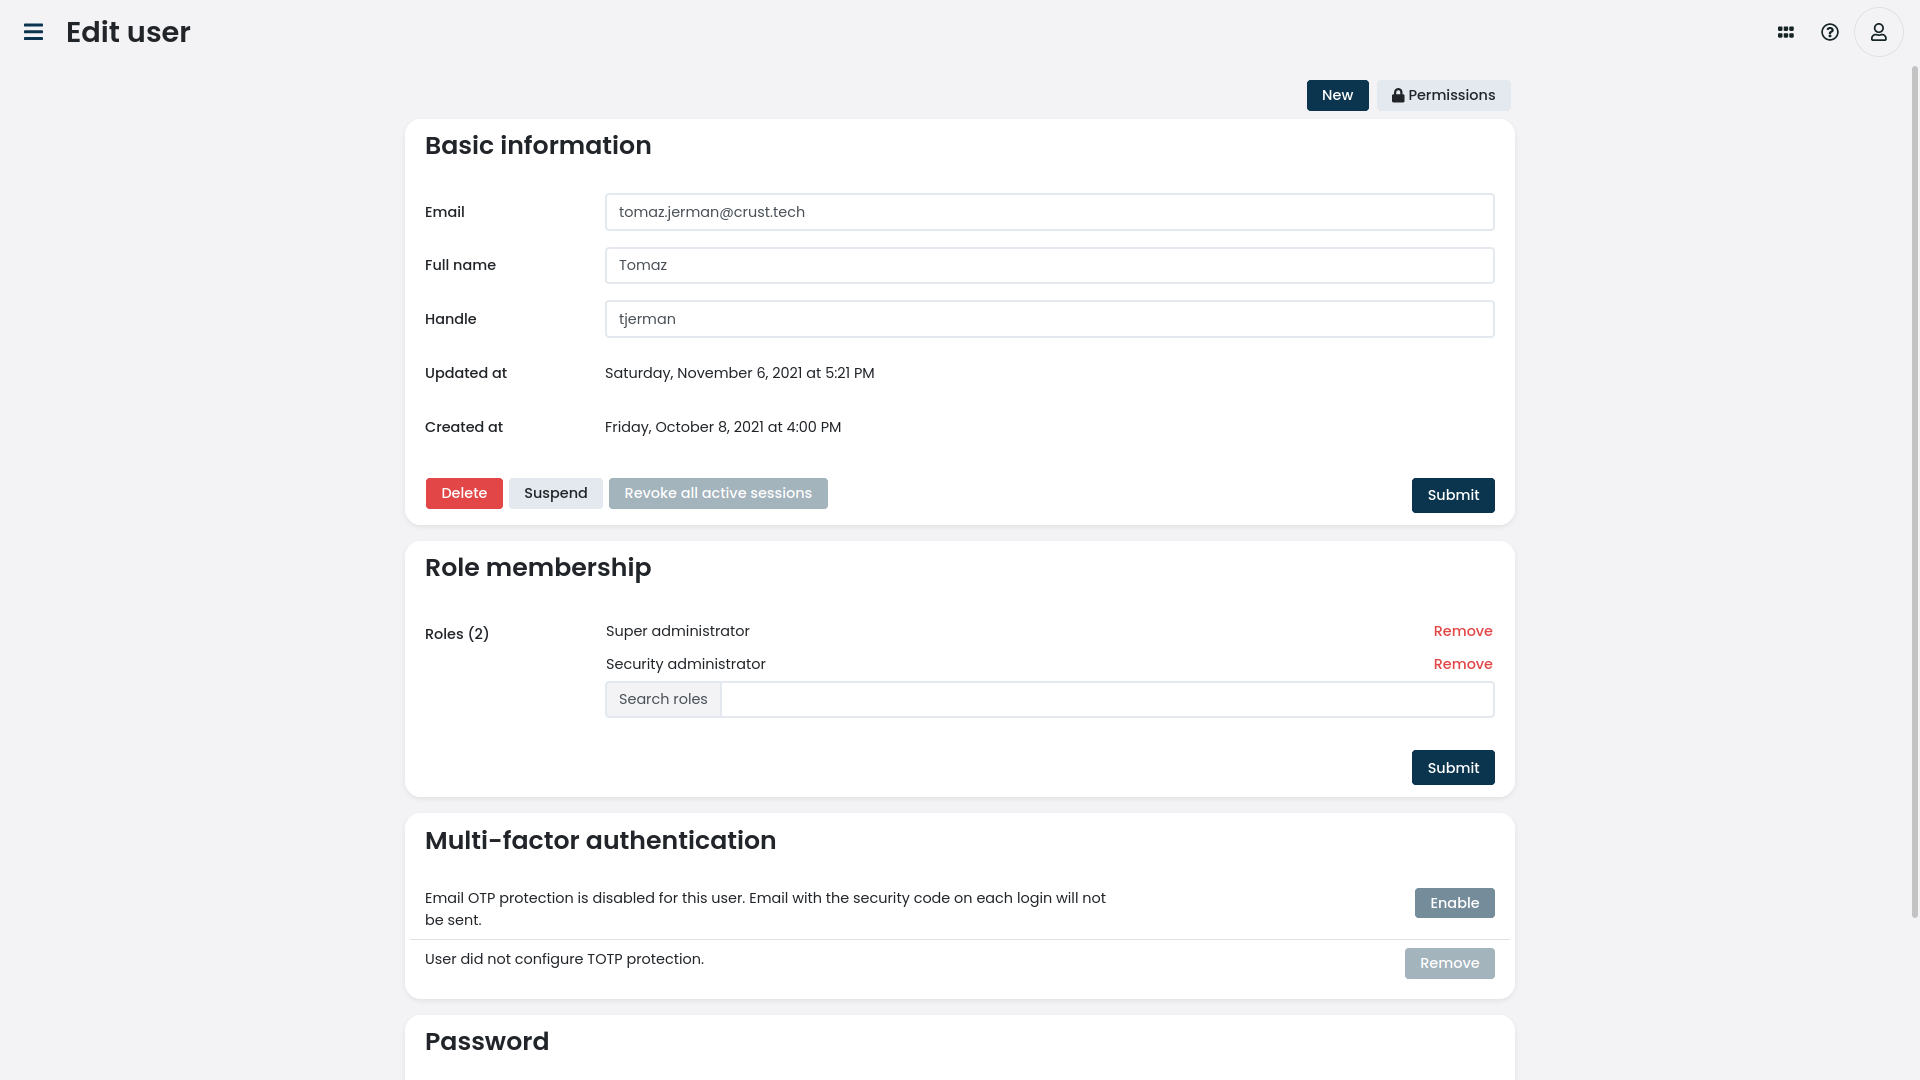 Edit user
New
Permissions
Basic information
Email
tomaz.jerman@crust.tech
Full name
Tomaz
Handle
tjerman
Updated at
Saturday, November 6, 2021 at 5:21 PM
Created at
Friday, October 8, 2021 at 4:00 PM
Delete
Suspend
Revoke all active sessions
Submit
Role membership
Roles (2)
Super administrator
Remove
Security administrator
Remove
Search roles
Submit
Multi-factor authentication
Email OTP protection is disabled for this user. Email with the security code on each login will not
be sent.
Enable
User did not configure TOTP protection.
Remove
Password